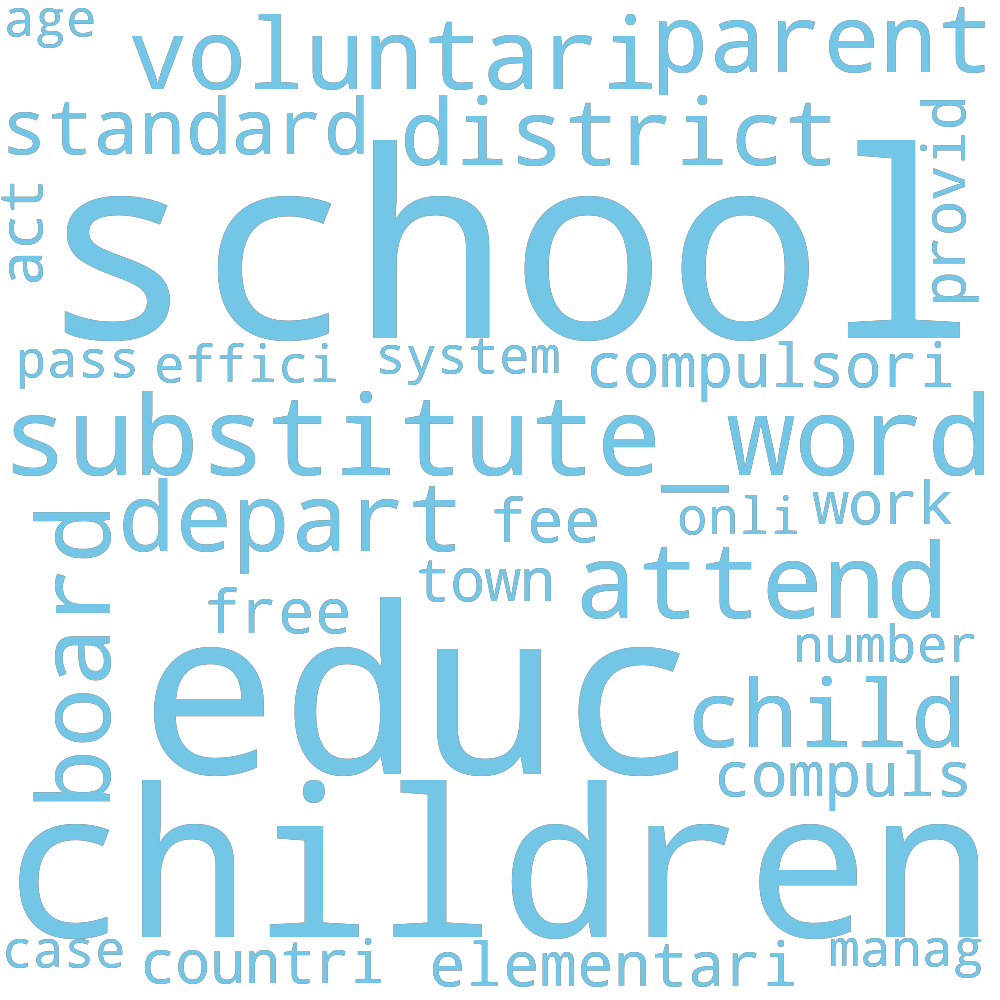 age
voluntari
parent
standard
district
provid
act
school
pass
effici
system
compulsori
substitute_word
board
depart
fee
onli
work
town
attend
free
number
educ
child
compuls
children
case
countri
elementari
manag